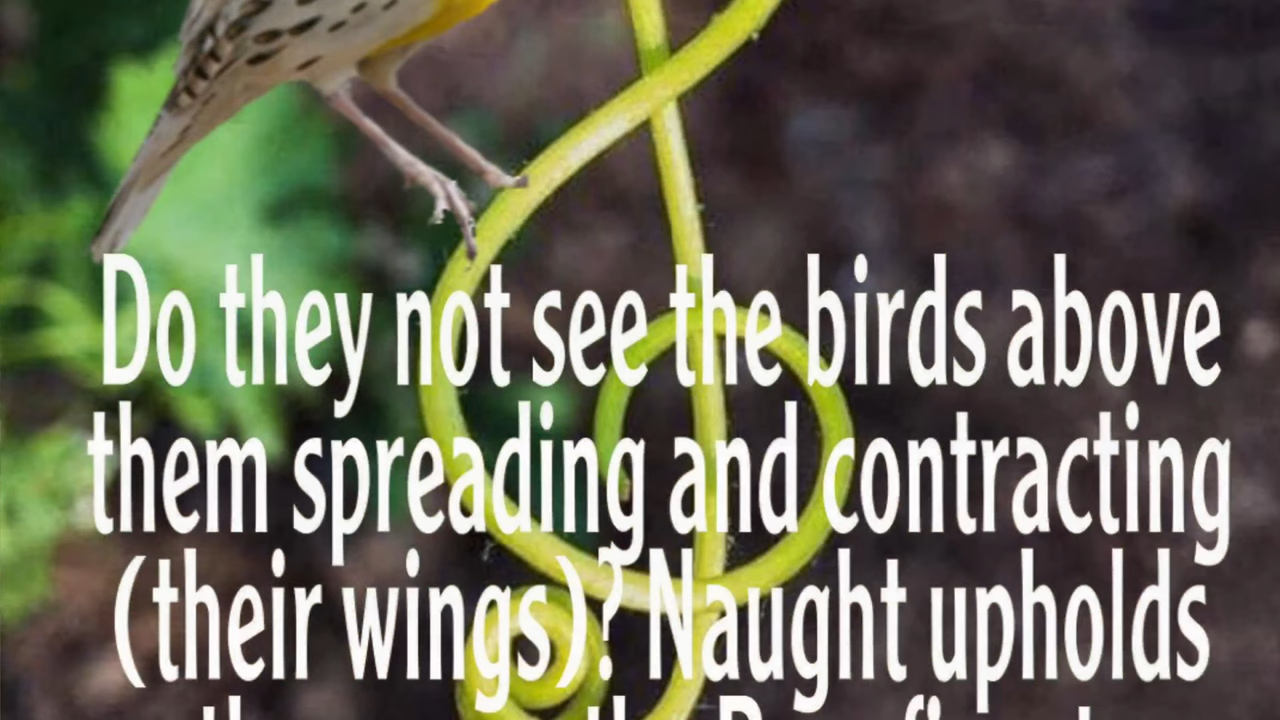 Do they not see the birds above
them spreading and contracting
(their wings)? Naught upholds